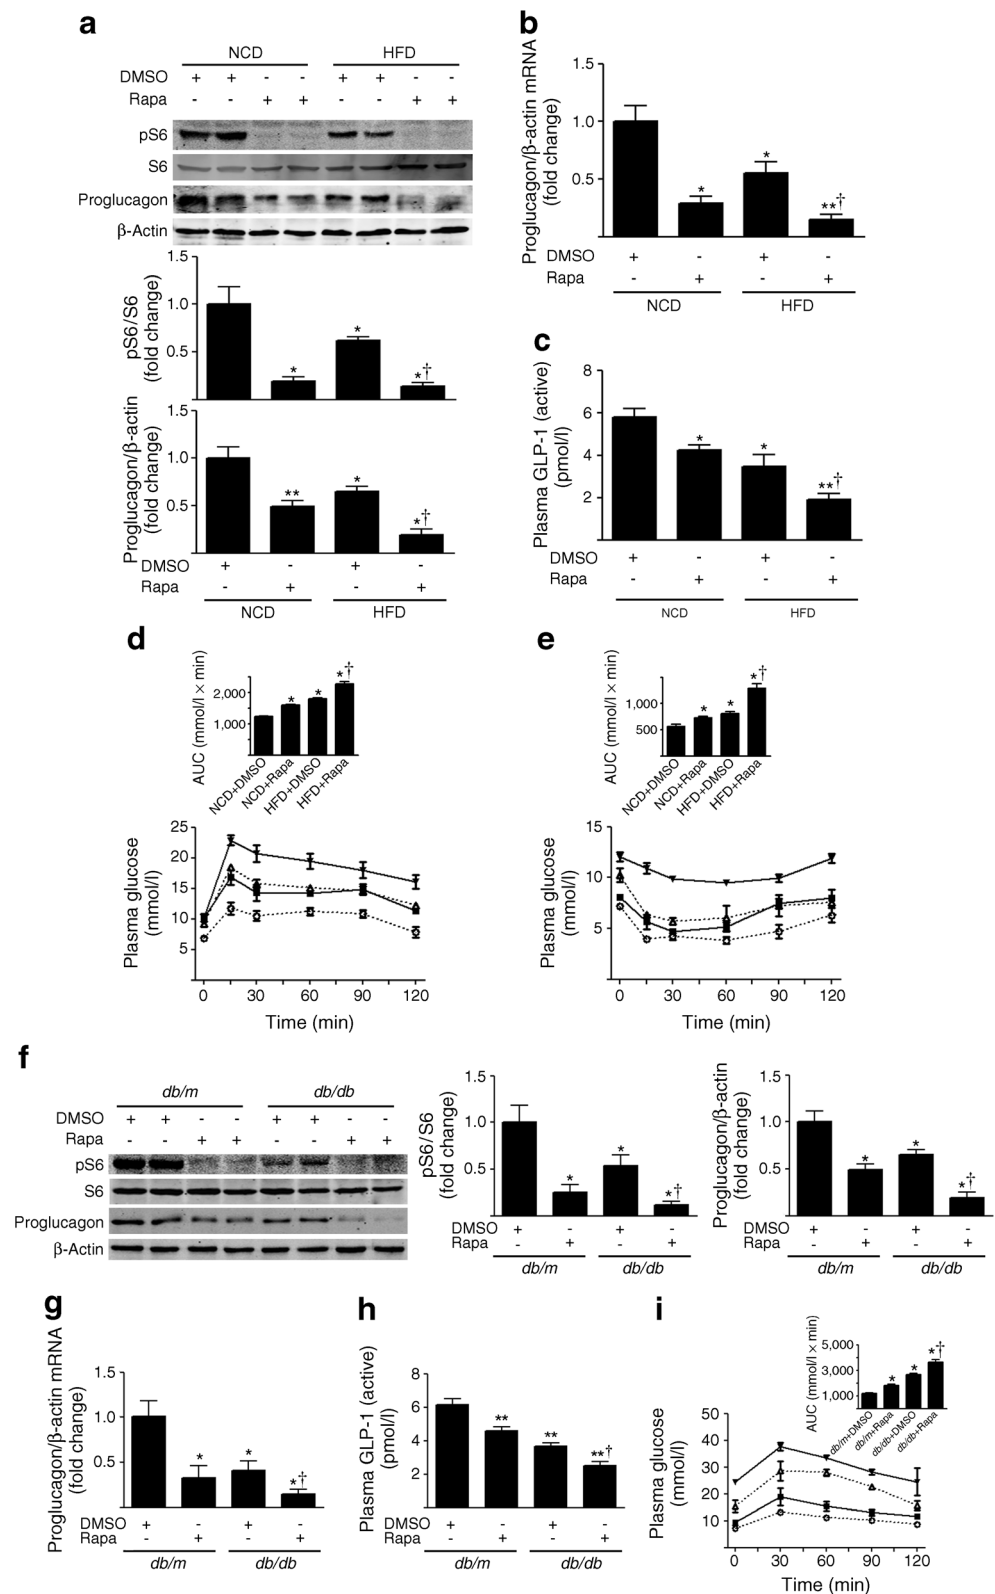 a
NCD HFD
DMSO + + - - + + - -
Rapa - - + + - - + +
pS6
S6
Proglucagon
β-Actin
pS6/S6
(fold change)
1.5
1.0
0.5
* * *†
Proglucagon/β-actin
(fold change)
1.5
1.0
0.5
** * *†
DMSO + - + -
Rapa - + - +
NCD HFD
b
Proglucagon/β-actin mRNA
(fold change)
1.5
1.0
0.5
* * **†
DMSO + - + -
Rapa - + - +
NCD HFD
c
Plasma GLP-1 (active)
(pmol/l)
8
6
4
2
* * **†
DMSO + - + -
Rapa - + - +
NCD HFD
d
AUC (mmol/l × min)
2,000
1,000
* * *†
NCD+DMSO
NCD+Rapa
HFD+DMSO
HFD+Rapa
Plasma glucose
(mmol/l)
25
20
15
10
5
0 30 60 90 120
Time (min)
e
AUC (mmol/l × min)
1,000
500
* * *†
NCD+DMSO
NCD+Rapa
HFD+DMSO
HFD+Rapa
Plasma glucose
(mmol/l)
15
10
5
0 30 60 90 120
Time (min)
f
db/m db/db
DMSO + + - - + + - -
Rapa - - + + - - + +
pS6
S6
Proglucagon
β-Actin
pS6/S6
(fold change)
1.5
1.0
0.5
* * *†
DMSO + - + -
Rapa - + - +
db/m db/db
Proglucagon/β-actin
(fold change)
1.5
1.0
0.5
* * *†
DMSO + - + -
Rapa - + - +
db/m db/db
g
Proglucagon/β-actin mRNA
(fold change)
1.5
1.0
0.5
* * *†
DMSO + - + -
Rapa - + - +
db/m db/db
h
Plasma GLP-1 (active)
(pmol/l)
8
6
4
2
** ** **†
DMSO + - + -
Rapa - + - +
db/m db/db
i
AUC (mmol/l × min)
5,000
3,000
1,000
* * *†
db/m+DMSO
db/m+Rapa
db/db+DMSO
db/db+Rapa
Plasma glucose
(mmol/l)
50
40
30
20
10
0 30 60 90 120
Time (min)